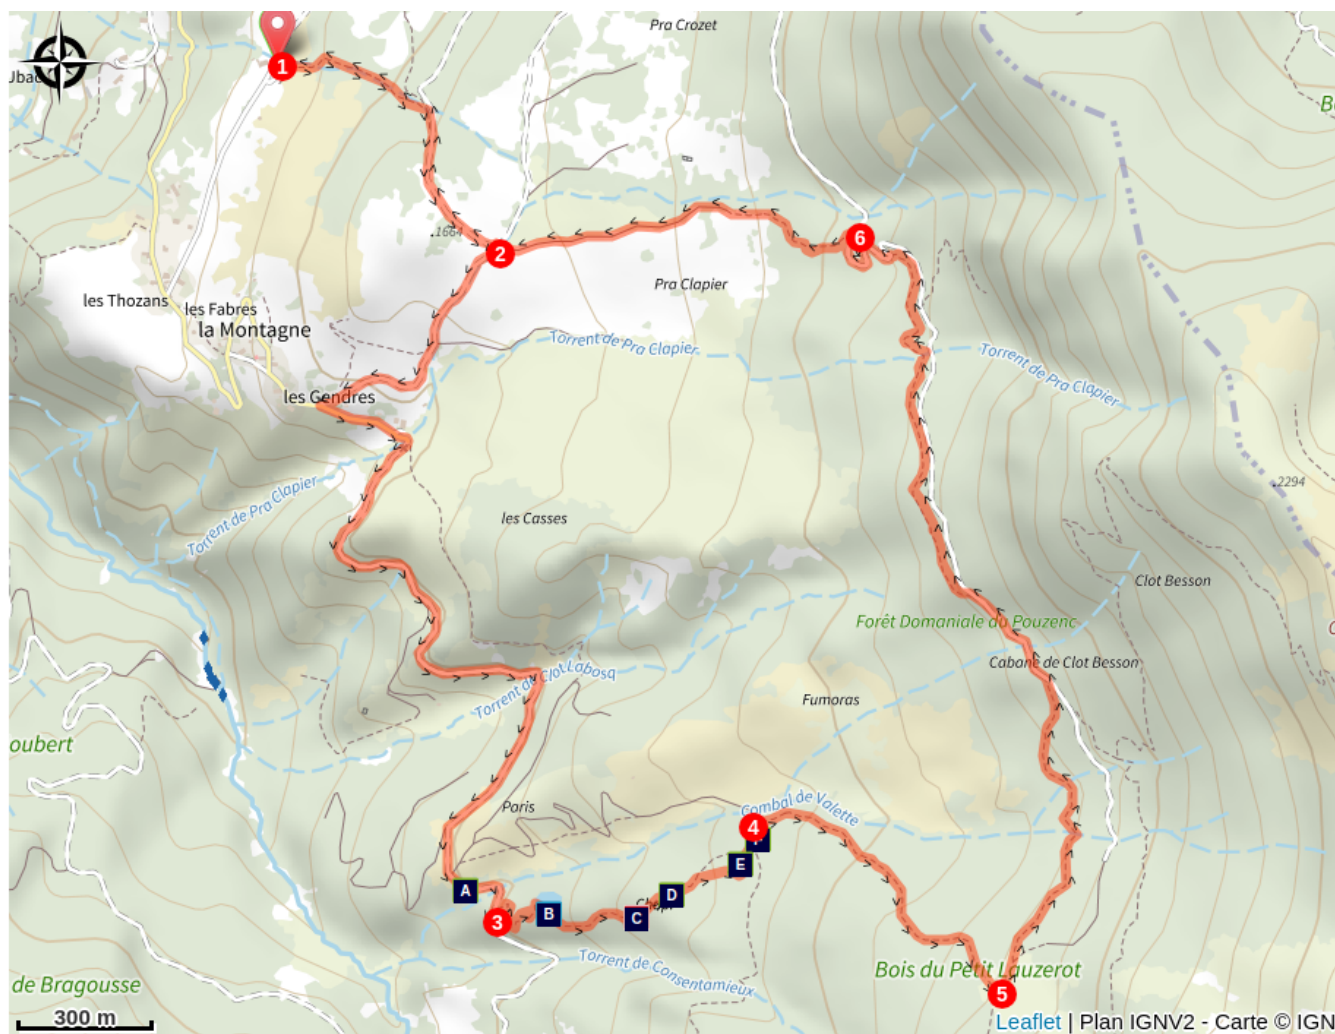 Pra Crozet
1
.1664
2
6
les Thozans
les Fabres
la Montagne
Pra Clapier
Torrent de Pra Clapier
Torrent de Pra Clapier
les Gendres
.2294
Torrent de Pra Clapier
les Casses
Clot Besson
Forêt Domaniale du Pouzenc
Cabane de Clot Besson
Torrent de Clot Labosq
Fumoras
oubert
Paris
Combal de Valette
4
E
A
D
B
C
3
Torrent de Consentamieux
Bois du Petit Lauzerot
de Bragousse
5
300 m
Leaflet | Plan IGNV2 - Carte © IGN